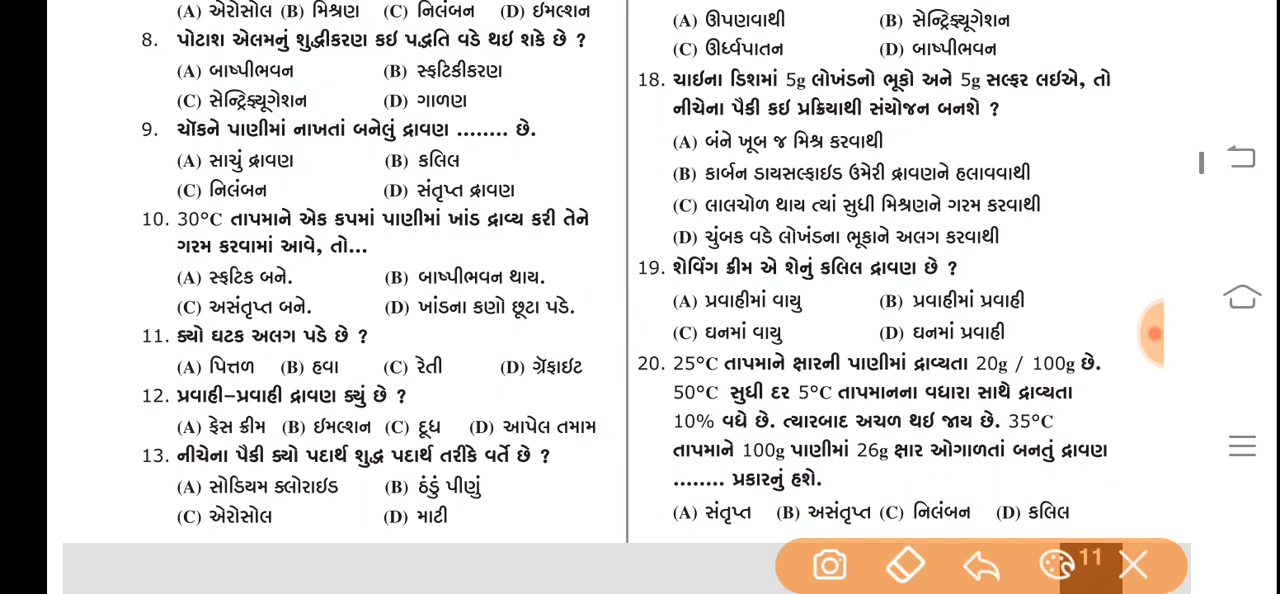 (A) એરોસોલ (B) મિશ્રણ (C) નિલંબન (D) ઇમલ્શન
8. પોટાશ એલમનું શુદ્ધીકરણ કઇ પદ્ધતિ વડે થઇ શકે છે ?
(A) બાષ્પીભવન (B) સ્ફટિકીકરણ
(C) સેન્ટ્રિફ્યૂગેશન (D) ગાળણ
9. ચૉકને પાણીમાં નાખતાં બનેલું દ્રાવણ ........ છે.
(A) સાચું દ્રાવણ (B) કલિલ
(C) નિલંબન (D) સંતૃપ્ત દ્રાવણ
10. 30°C તાપમાને એક કપમાં પાણીમાં ખાંડ દ્રાવ્ય કરી તેને
ગરમ કરવામાં આવે, તો...
(A) સ્ફટિક બને. (B) બાષ્પીભવન થાય.
(C) અસંતૃપ્ત બને. (D) ખાંડના કણો છૂટા પડે.
11. ક્યો ઘટક અલગ પડે છે ?
(A) પિત્તળ (B) હવા (C) રેતી (D) ગ્રૅફાઇટ
12. પ્રવાહી-પ્રવાહી દ્રાવણ ક્યું છે ?
(A) ફેસ ક્રીમ (B) ઇમલ્શન (C) દૂધ (D) આપેલ તમામ
13. નીચેના પૈકી ક્યો પદાર્થ શુદ્ધ પદાર્થ તરીકે વર્તે છે ?
(A) સોડિયમ ક્લોરાઇડ (B) ઠંડું પીણું
(C) એરોસોલ (D) માટી
(A) ઊપણવાથી (B) સેન્ટ્રિફ્યૂગેશન
(C) ઊર્ધ્વપાતન (D) બાષ્પીભવન
18. ચાઇના ડિશમાં 5g લોખંડનો ભૂકો અને 5g સલ્ફર લઈએ, તો
નીચેના પૈકી કઇ પ્રક્રિયાથી સંયોજન બનશે ?
(A) બંને ખૂબ જ મિશ્ર કરવાથી
(B) કાર્બન ડાયસલ્ફાઇડ ઉમેરી દ્રાવણને હલાવવાથી
(C) લાલચોળ થાય ત્યાં સુધી મિશ્રણને ગરમ કરવાથી
(D) ચુંબક વડે લોખંડના ભૂકાને અલગ કરવાથી
19. શેવિંગ ક્રીમ એ શેનું કલિલ દ્રાવણ છે ?
(A) પ્રવાહીમાં વાયુ (B) પ્રવાહીમાં પ્રવાહી
(C) ઘનમાં વાયુ (D) ઘનમાં પ્રવાહી
20. 25°C તાપમાને ક્ષારની પાણીમાં દ્રાવ્યતા 20g / 100g છે.
50°C સુધી દર 5°C તાપમાનના વધારા સાથે દ્રાવ્યતા
10% વધે છે. ત્યારબાદ અચળ થઇ જાય છે. 35°C
તાપમાને 100g પાણીમાં 26g ક્ષાર ઓગાળતાં બનતું દ્રાવણ
........ પ્રકારનું હશે.
(A) સંતૃપ્ત (B) અસંતૃપ્ત (C) નિલંબન (D) કલિલ
11